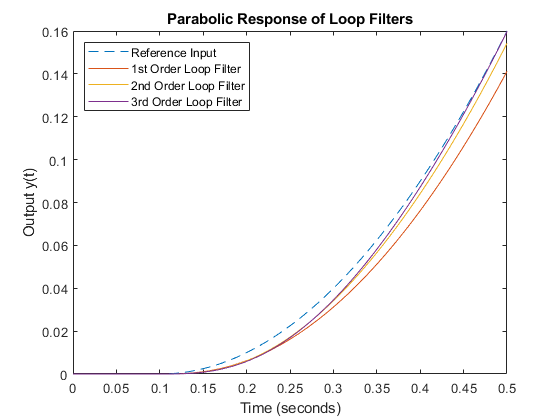 Parabolic Response of Loop Filters
0.16
0.14
0.12
0.1
0.08
0.06
0.04
0.02
0
Output y(t)
Reference Input
1st Order Loop Filter
2nd Order Loop Filter
3rd Order Loop Filter
0 0.05 0.1 0.15 0.2 0.25 0.3 0.35 0.4 0.45 0.5
Time (seconds)